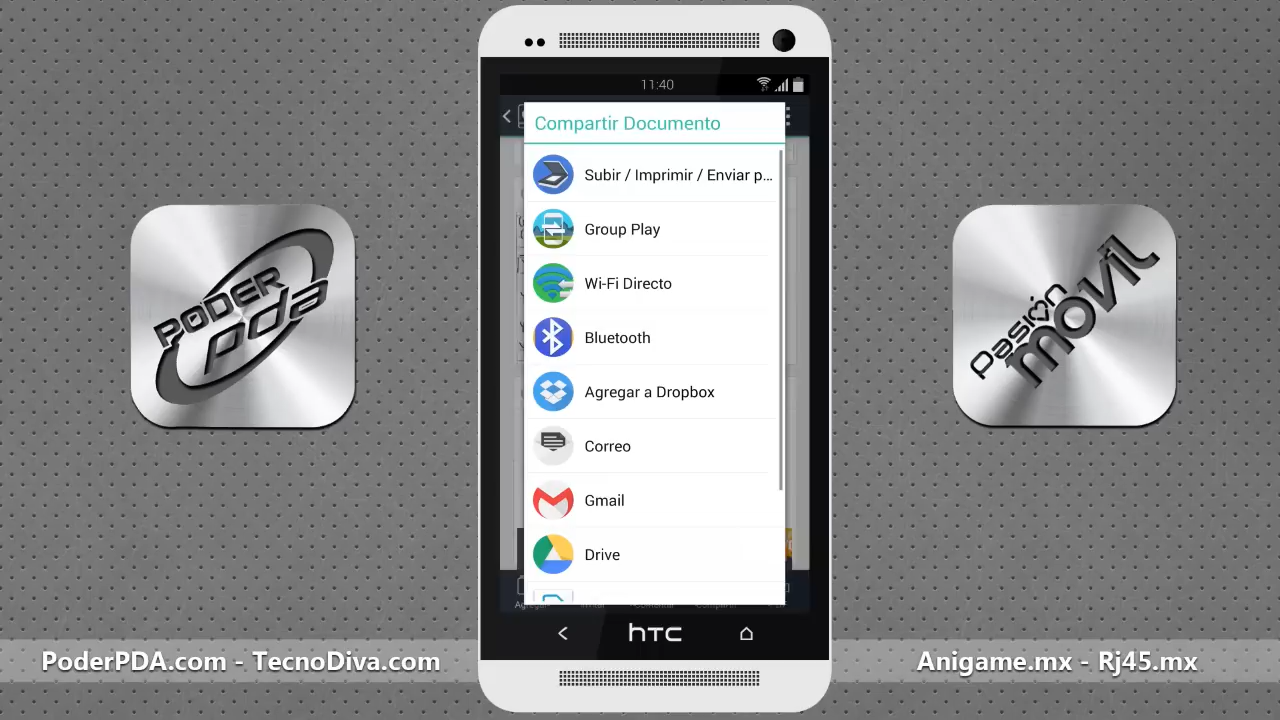 11:40
Compartir Documento
Subir / Imprimir / Enviar p...
Group Play
Wi-Fi Directo
Bluetooth
Agregar a Dropbox
Correo
Gmail
Drive
hTC
PODER
pda
Pasión
movil
PoderPDA.com - TecnoDiva.com
Anigame.mx - Rj45.mx